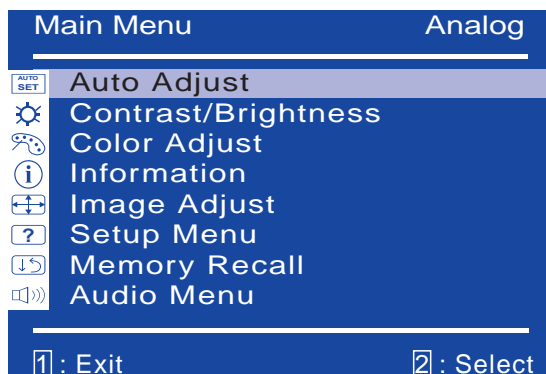 Main Menu Analog
AUTO SET Auto Adjust
Contrast/Brightness
Color Adjust
i Information
Image Adjust
? Setup Menu
Memory Recall
Audio Menu
1 : Exit 2 : Select